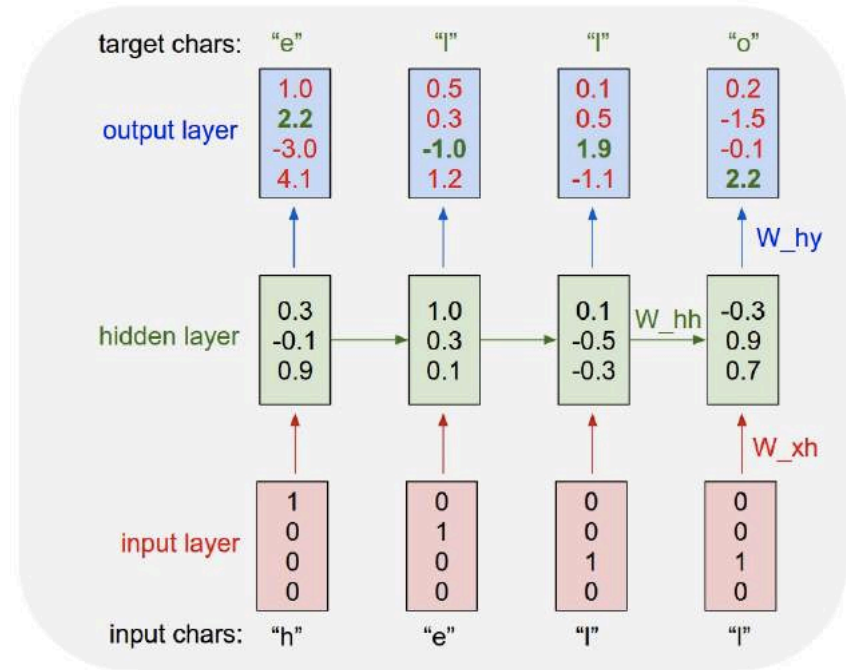 target chars: “e” “l” “l” “o”
1.0 0.5 0.1 0.2
2.2 0.3 0.5 -1.5
output layer
-3.0 -1.0 1.9 -0.1
4.1 1.2 -1.1 2.2
W_hy
0.3 1.0 0.1 -0.3
W_hh
hidden layer -0.1 0.3 -0.5 0.9
0.9 0.1 -0.3 0.7
W_xh
1 0 0 0
0 1 0 0
input layer
0 0 1 1
0 0 0 0
input chars: “h” “e” “l” “l”